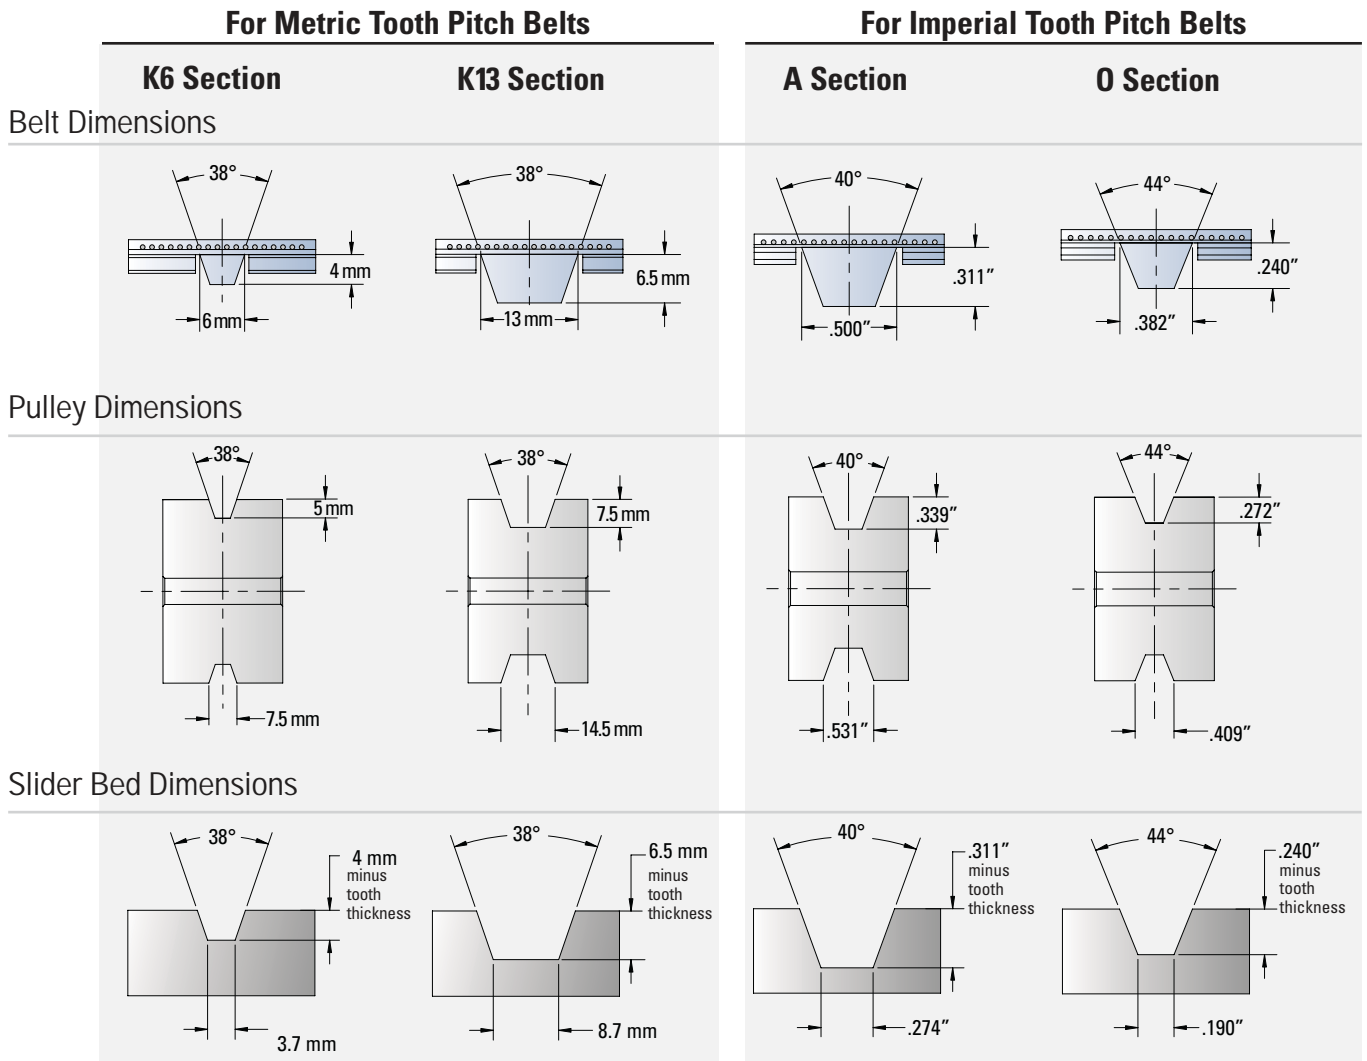 For Metric Tooth Pitch Belts
For Imperial Tooth Pitch Belts
K6 Section
K13 Section
A Section
O Section
Belt Dimensions
38°
4 mm
6 mm
38°
6.5 mm
13 mm
40°
.311"
.500"
44°
.240"
.382"
Pulley Dimensions
38°
5 mm
7.5 mm
38°
7.5 mm
14.5 mm
40°
.339"
.531"
44°
.272"
.409"
Slider Bed Dimensions
38°
4 mm
minus
tooth
thickness
3.7 mm
38°
6.5 mm
minus
tooth
thickness
8.7 mm
40°
.311"
minus
tooth
thickness
.274"
44°
.240"
minus
tooth
thickness
.190"